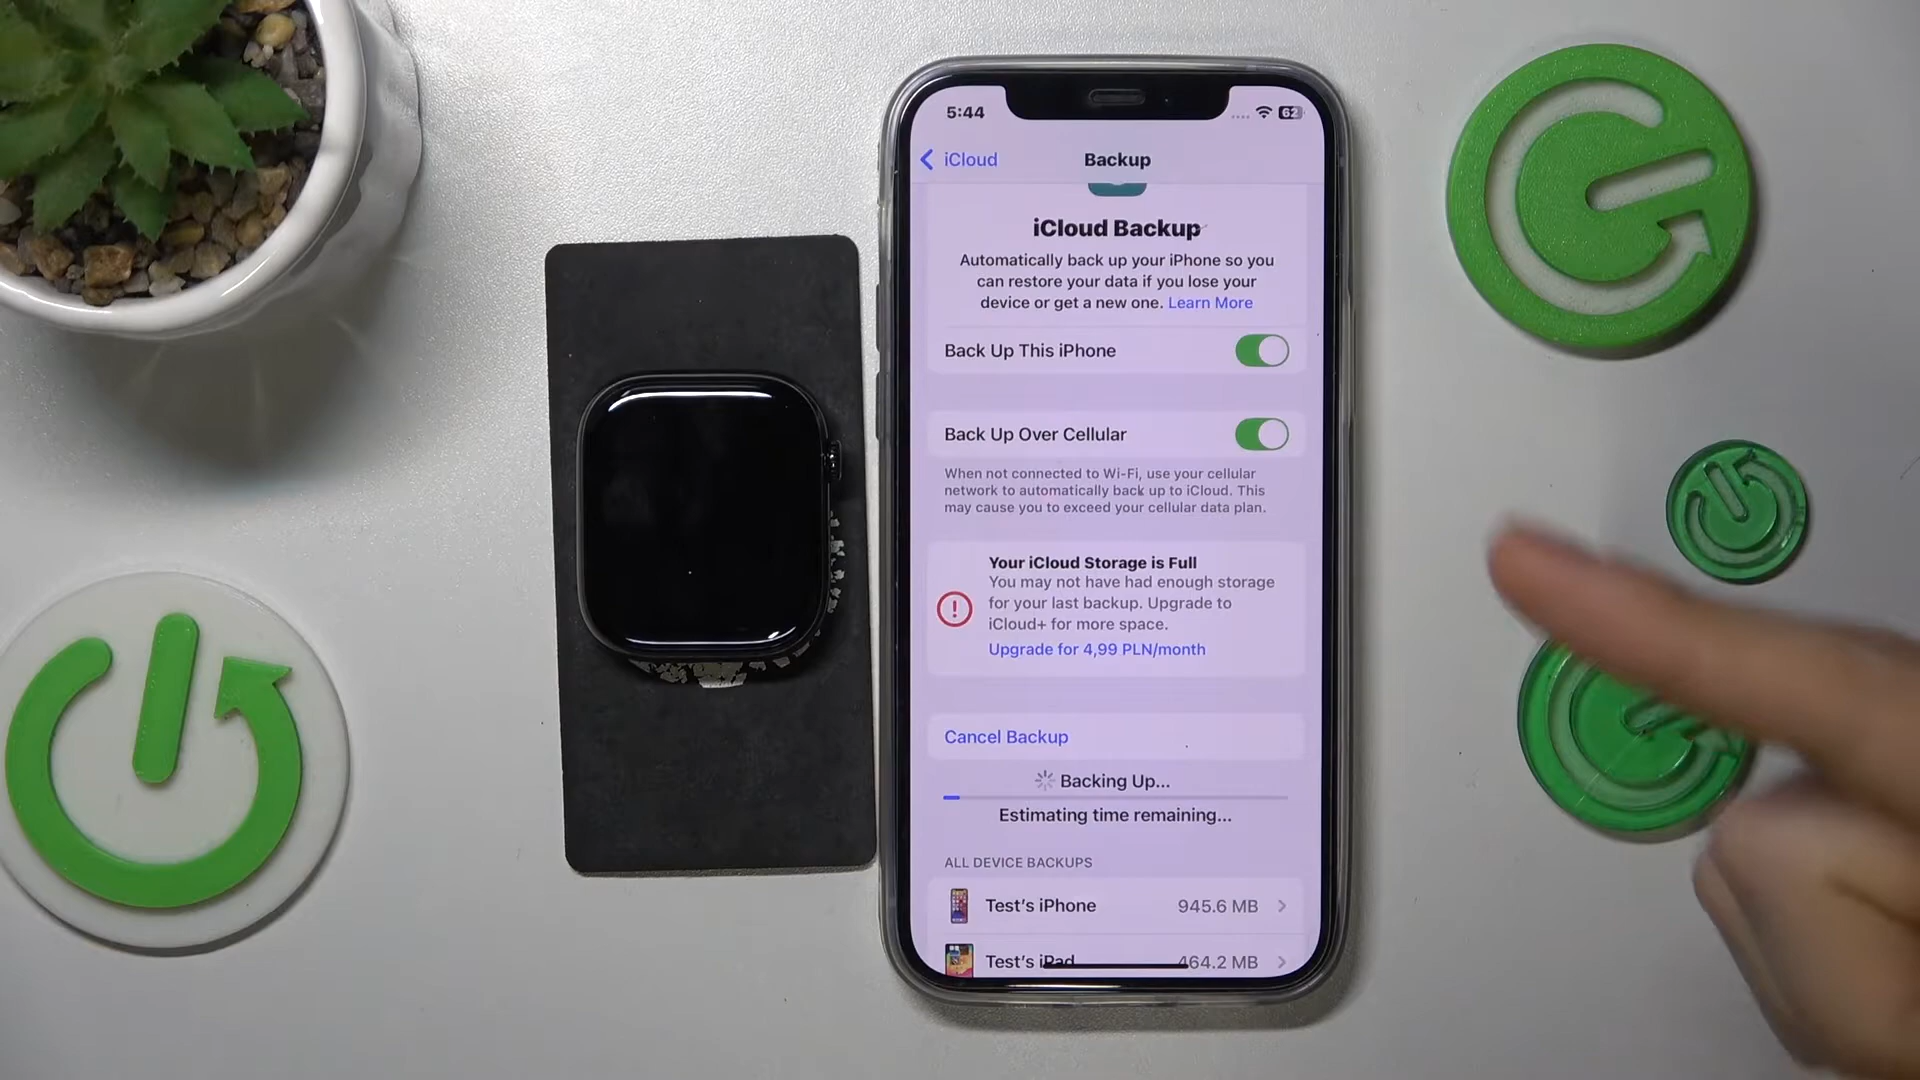 5:44
62
iCloud
Backup
iCloud Backup
Automatically back up your iPhone so you
can restore your data if you lose your
device or get a new one. Learn More
Back Up This iPhone
Back Up Over Cellular
When not connected to Wi-Fi, use your cellular
network to automatically back up to iCloud. This
may cause you to exceed your cellular data plan.
Your iCloud Storage is Full
You may not have had enough storage
for your last backup. Upgrade to
iCloud+ for more space.
Upgrade for 4,99 PLN/month
Cancel Backup
Backing Up...
Estimating time remaining...
ALL DEVICE BACKUPS
Test's iPhone 945.6 MB
Test's iPad 464.2 MB